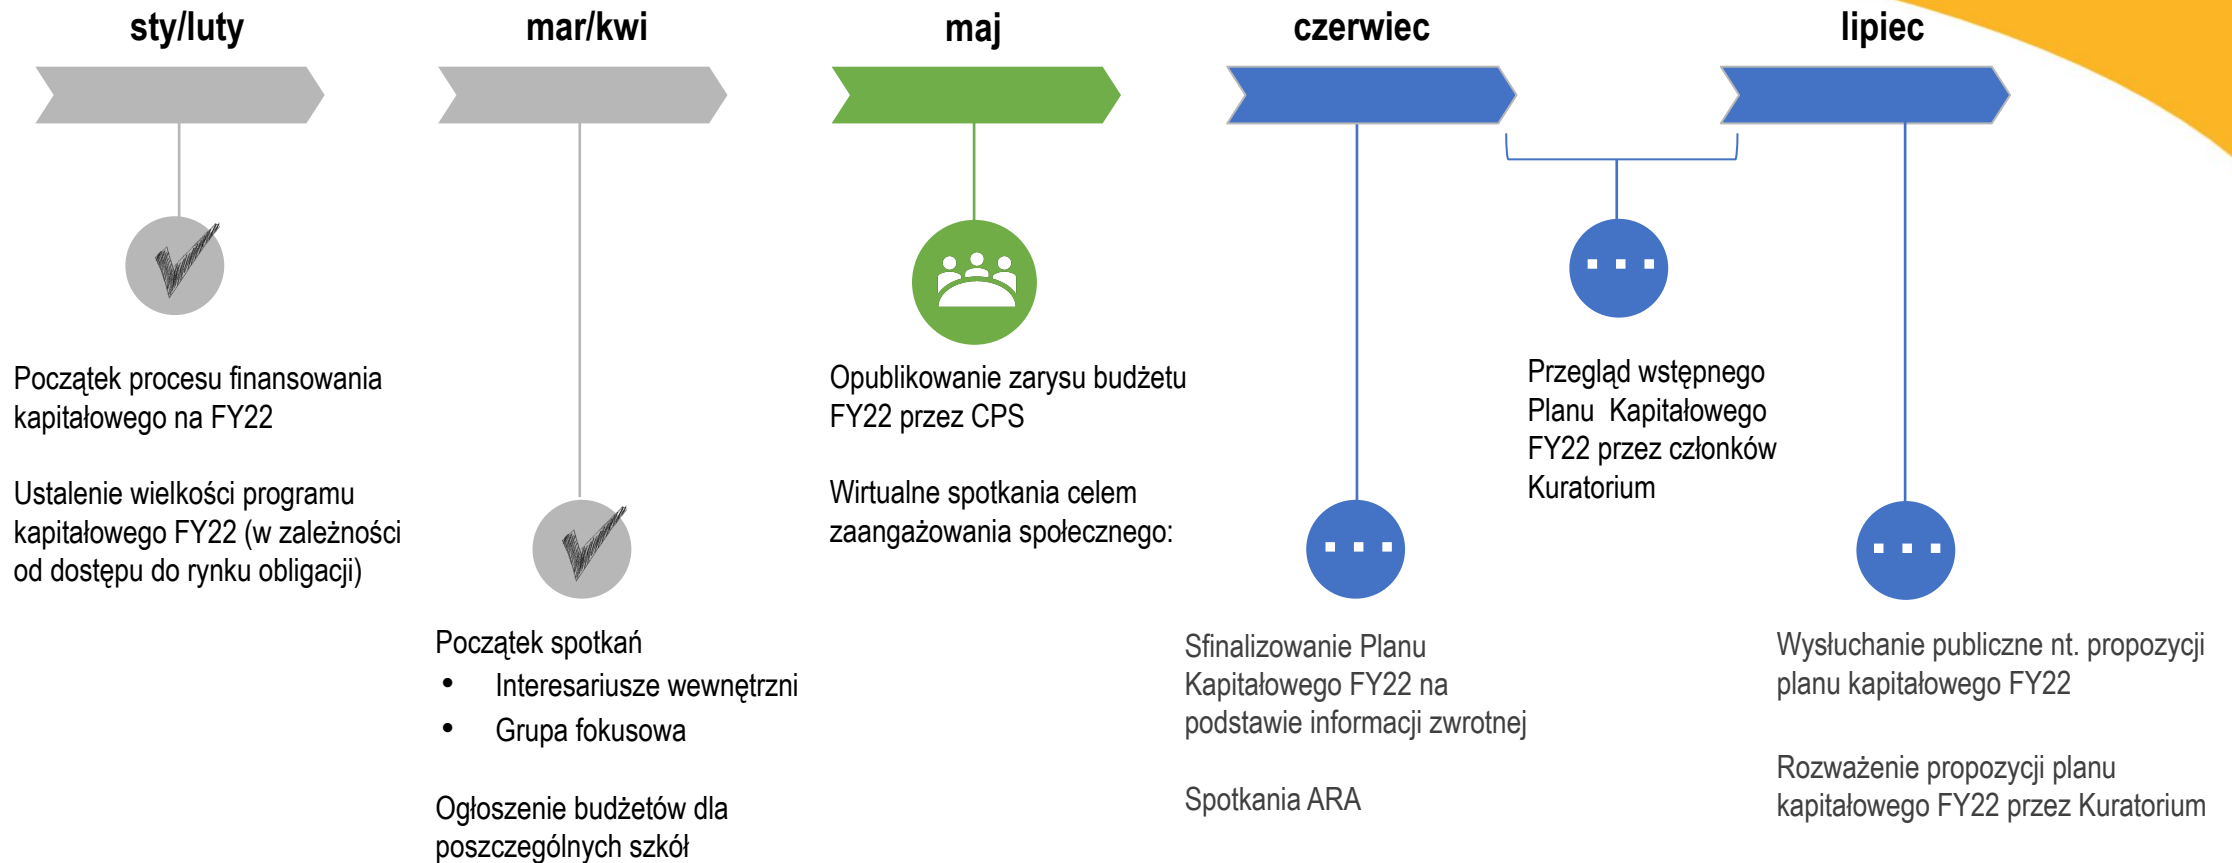 sty/luty
mar/kwi
maj
czerwiec
lipiec
Początek procesu finansowania
kapitałowego na FY22
Ustalenie wielkości programu
kapitałowego FY22 (w zależności
od dostępu do rynku obligacji)
Początek spotkań
• Interesariusze wewnętrzni
• Grupa fokusowa
Ogłoszenie budżetów dla
poszczególnych szkół
Opublikowanie zarysu budżetu
FY22 przez CPS
Wirtualne spotkania celem
zaangażowania społecznego:
Sfinalizowanie Planu
Kapitałowego FY22 na
podstawie informacji zwrotnej
Spotkania ARA
Przegląd wstępnego
Planu Kapitałowego
FY22 przez członków
Kuratorium
Wysłuchanie publiczne nt. propozycji
planu kapitałowego FY22
Rozważenie propozycji planu
kapitałowego FY22 przez Kuratorium